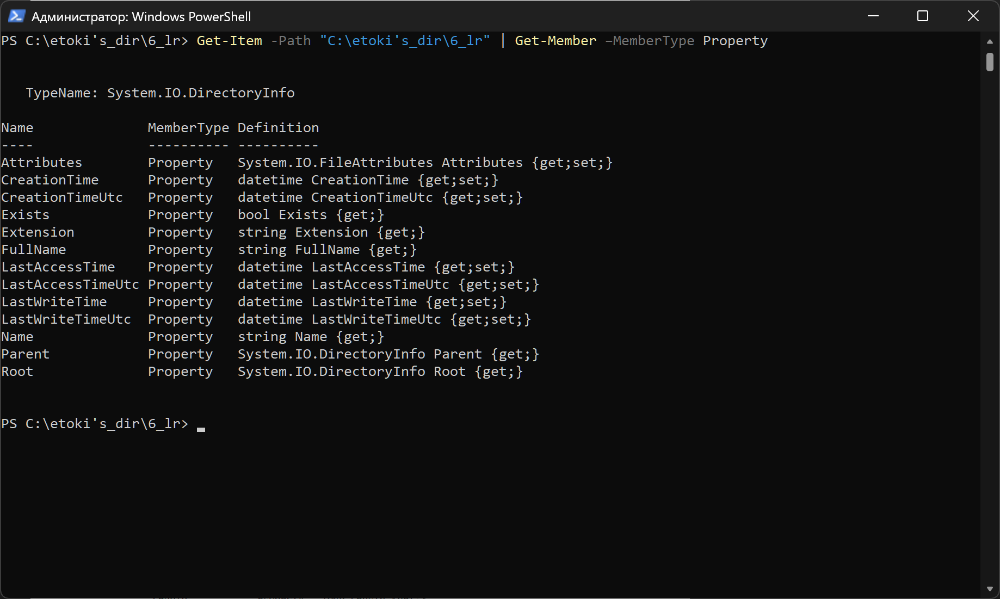 Администратор: Windows PowerShell
PS C:\etoki's_dir\6_lr> Get-Item -Path "C:\etoki's_dir\6_lr" | Get-Member –MemberType Property
TypeName: System.IO.DirectoryInfo
Name MemberType Definition
---- ---------- ----------
Attributes Property System.IO.FileAttributes Attributes {get;set;}
CreationTime Property datetime CreationTime {get;set;}
CreationTimeUtc Property datetime CreationTimeUtc {get;set;}
Exists Property bool Exists {get;}
Extension Property string Extension {get;}
FullName Property string FullName {get;}
LastAccessTime Property datetime LastAccessTime {get;set;}
LastAccessTimeUtc Property datetime LastAccessTimeUtc {get;set;}
LastWriteTime Property datetime LastWriteTime {get;set;}
LastWriteTimeUtc Property datetime LastWriteTimeUtc {get;set;}
Name Property string Name {get;}
Parent Property System.IO.DirectoryInfo Parent {get;}
Root Property System.IO.DirectoryInfo Root {get;}
PS C:\etoki's_dir\6_lr>